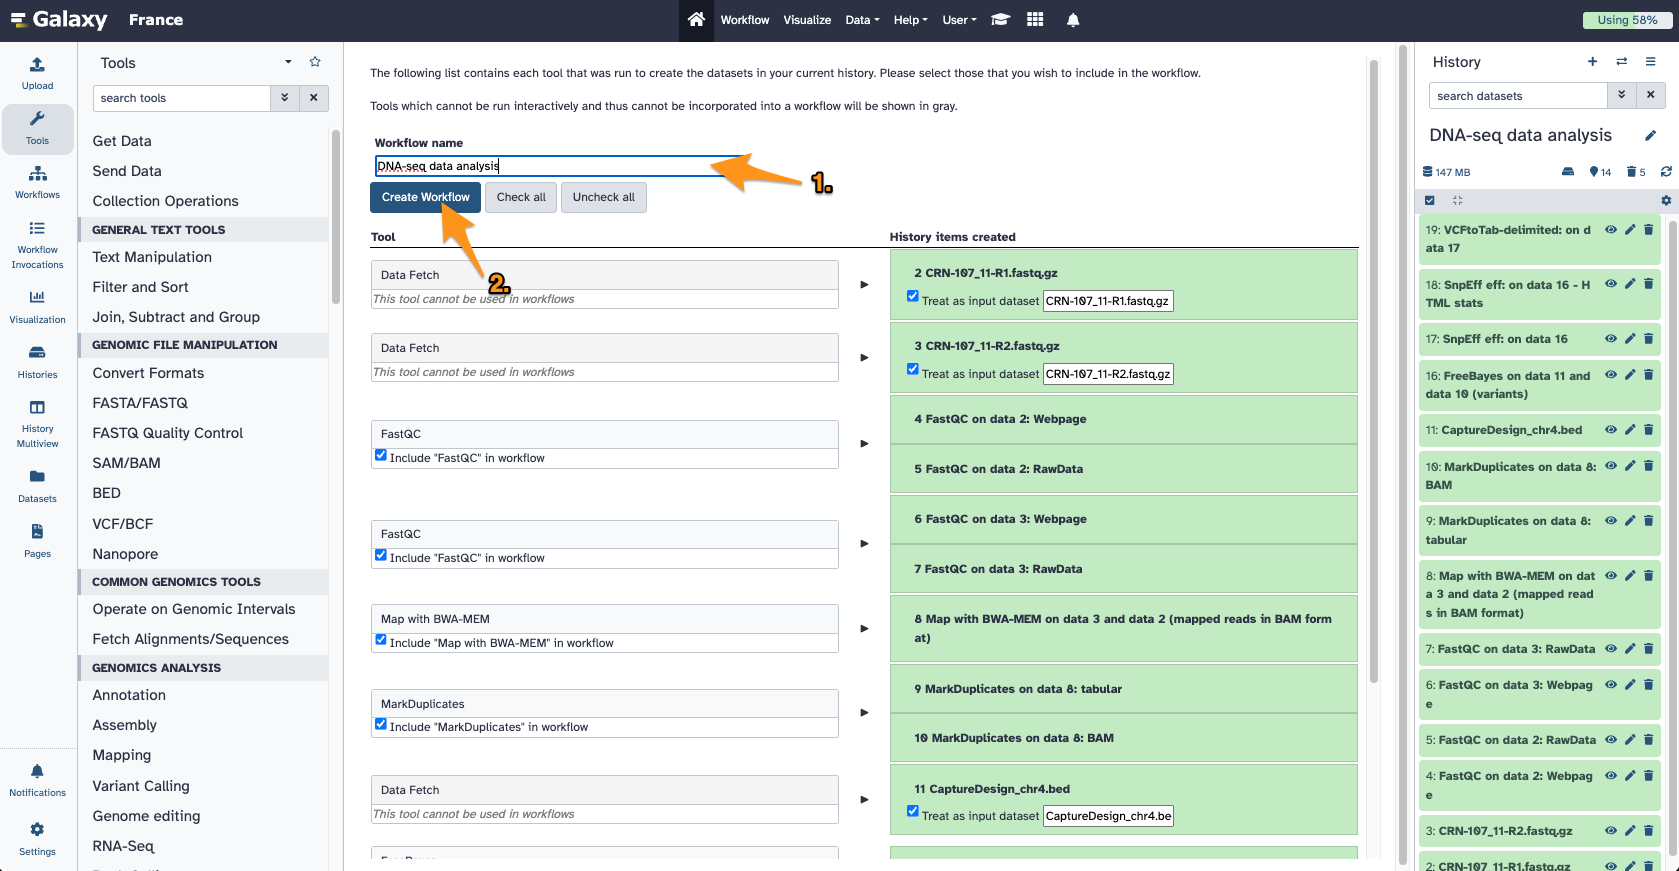 Galaxy France
Workflow Visualize Data Help User
Using 58%
Upload
Tools
Workflows
Workflow
Invocations
Visualization
Histories
History
Multiview
Datasets
Pages
Notifications
Settings
Tools
search tools
Get Data
Send Data
Collection Operations
GENERAL TEXT TOOLS
Text Manipulation
Filter and Sort
Join, Subtract and Group
GENOMIC FILE MANIPULATION
Convert Formats
FASTA/FASTQ
FASTQ Quality Control
SAM/BAM
BED
VCF/BCF
Nanopore
COMMON GENOMICS TOOLS
Operate on Genomic Intervals
Fetch Alignments/Sequences
GENOMICS ANALYSIS
Annotation
Assembly
Mapping
Variant Calling
Genome editing
RNA-Seq
The following list contains each tool that was run to create the datasets in your current history. Please select those that you wish to include in the workflow.
Tools which cannot be run interactively and thus cannot be incorporated into a workflow will be shown in gray.
Workflow name
DNA-seq data analysis
1.
Create Workflow Check all Uncheck all
2.
Tool History items created
Data Fetch
This tool cannot be used in workflows
2 CRN-107_11-R1.fastq.gz
Treat as input dataset CRN-107_11-R1.fastq.gz
Data Fetch
This tool cannot be used in workflows
3 CRN-107_11-R2.fastq.gz
Treat as input dataset CRN-107_11-R2.fastq.gz
FastQC
Include "FastQC" in workflow
4 FastQC on data 2: Webpage
5 FastQC on data 2: RawData
FastQC
Include "FastQC" in workflow
6 FastQC on data 3: Webpage
7 FastQC on data 3: RawData
Map with BWA-MEM
Include "Map with BWA-MEM" in workflow
8 Map with BWA-MEM on data 3 and data 2 (mapped reads in BAM form
at)
MarkDuplicates
Include "MarkDuplicates" in workflow
9 MarkDuplicates on data 8: tabular
10 MarkDuplicates on data 8: BAM
Data Fetch
This tool cannot be used in workflows
11 CaptureDesign_chr4.bed
Treat as input dataset CaptureDesign_chr4.be
History
search datasets
DNA-seq data analysis
147 MB 14 5
19: VCFtoTab-delimited: on d
ata 17
18: SnpEff eff: on data 16 - H
TML stats
17: SnpEff eff: on data 16
16: FreeBayes on data 11 and
data 10 (variants)
11: CaptureDesign_chr4.bed
10: MarkDuplicates on data 8:
BAM
9: MarkDuplicates on data 8:
tabular
8: Map with BWA-MEM on dat
a 3 and data 2 (mapped read
s in BAM format)
7: FastQC on data 3: RawData
6: FastQC on data 3: Webpag
e
5: FastQC on data 2: RawData
4: FastQC on data 2: Webpag
e
3: CRN-107_11-R2.fastq.gz
2: CRN-107_11-R1.fastq.gz